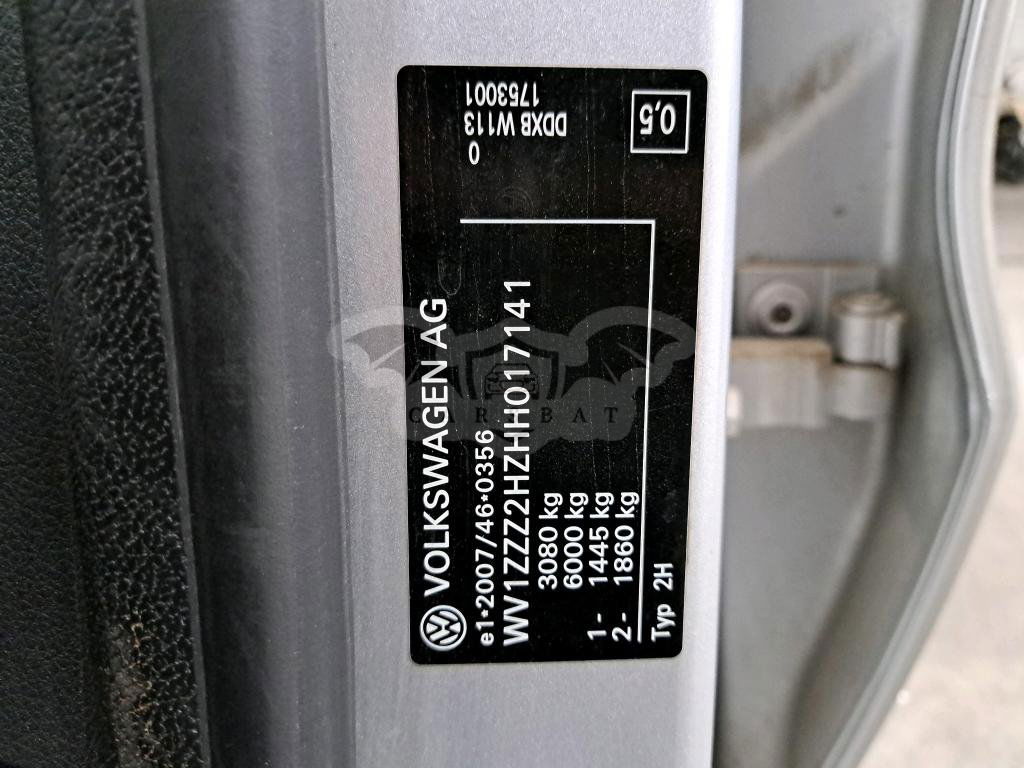 VOLKSWAGEN AG
e1*2007/46*0356
WV1ZZZ2HZHH017141
3080 kg
6000 kg
1- 1445 kg
2- 1860 kg
Typ 2H
0
1753001
DDXB W113
0,5
CARSBAT